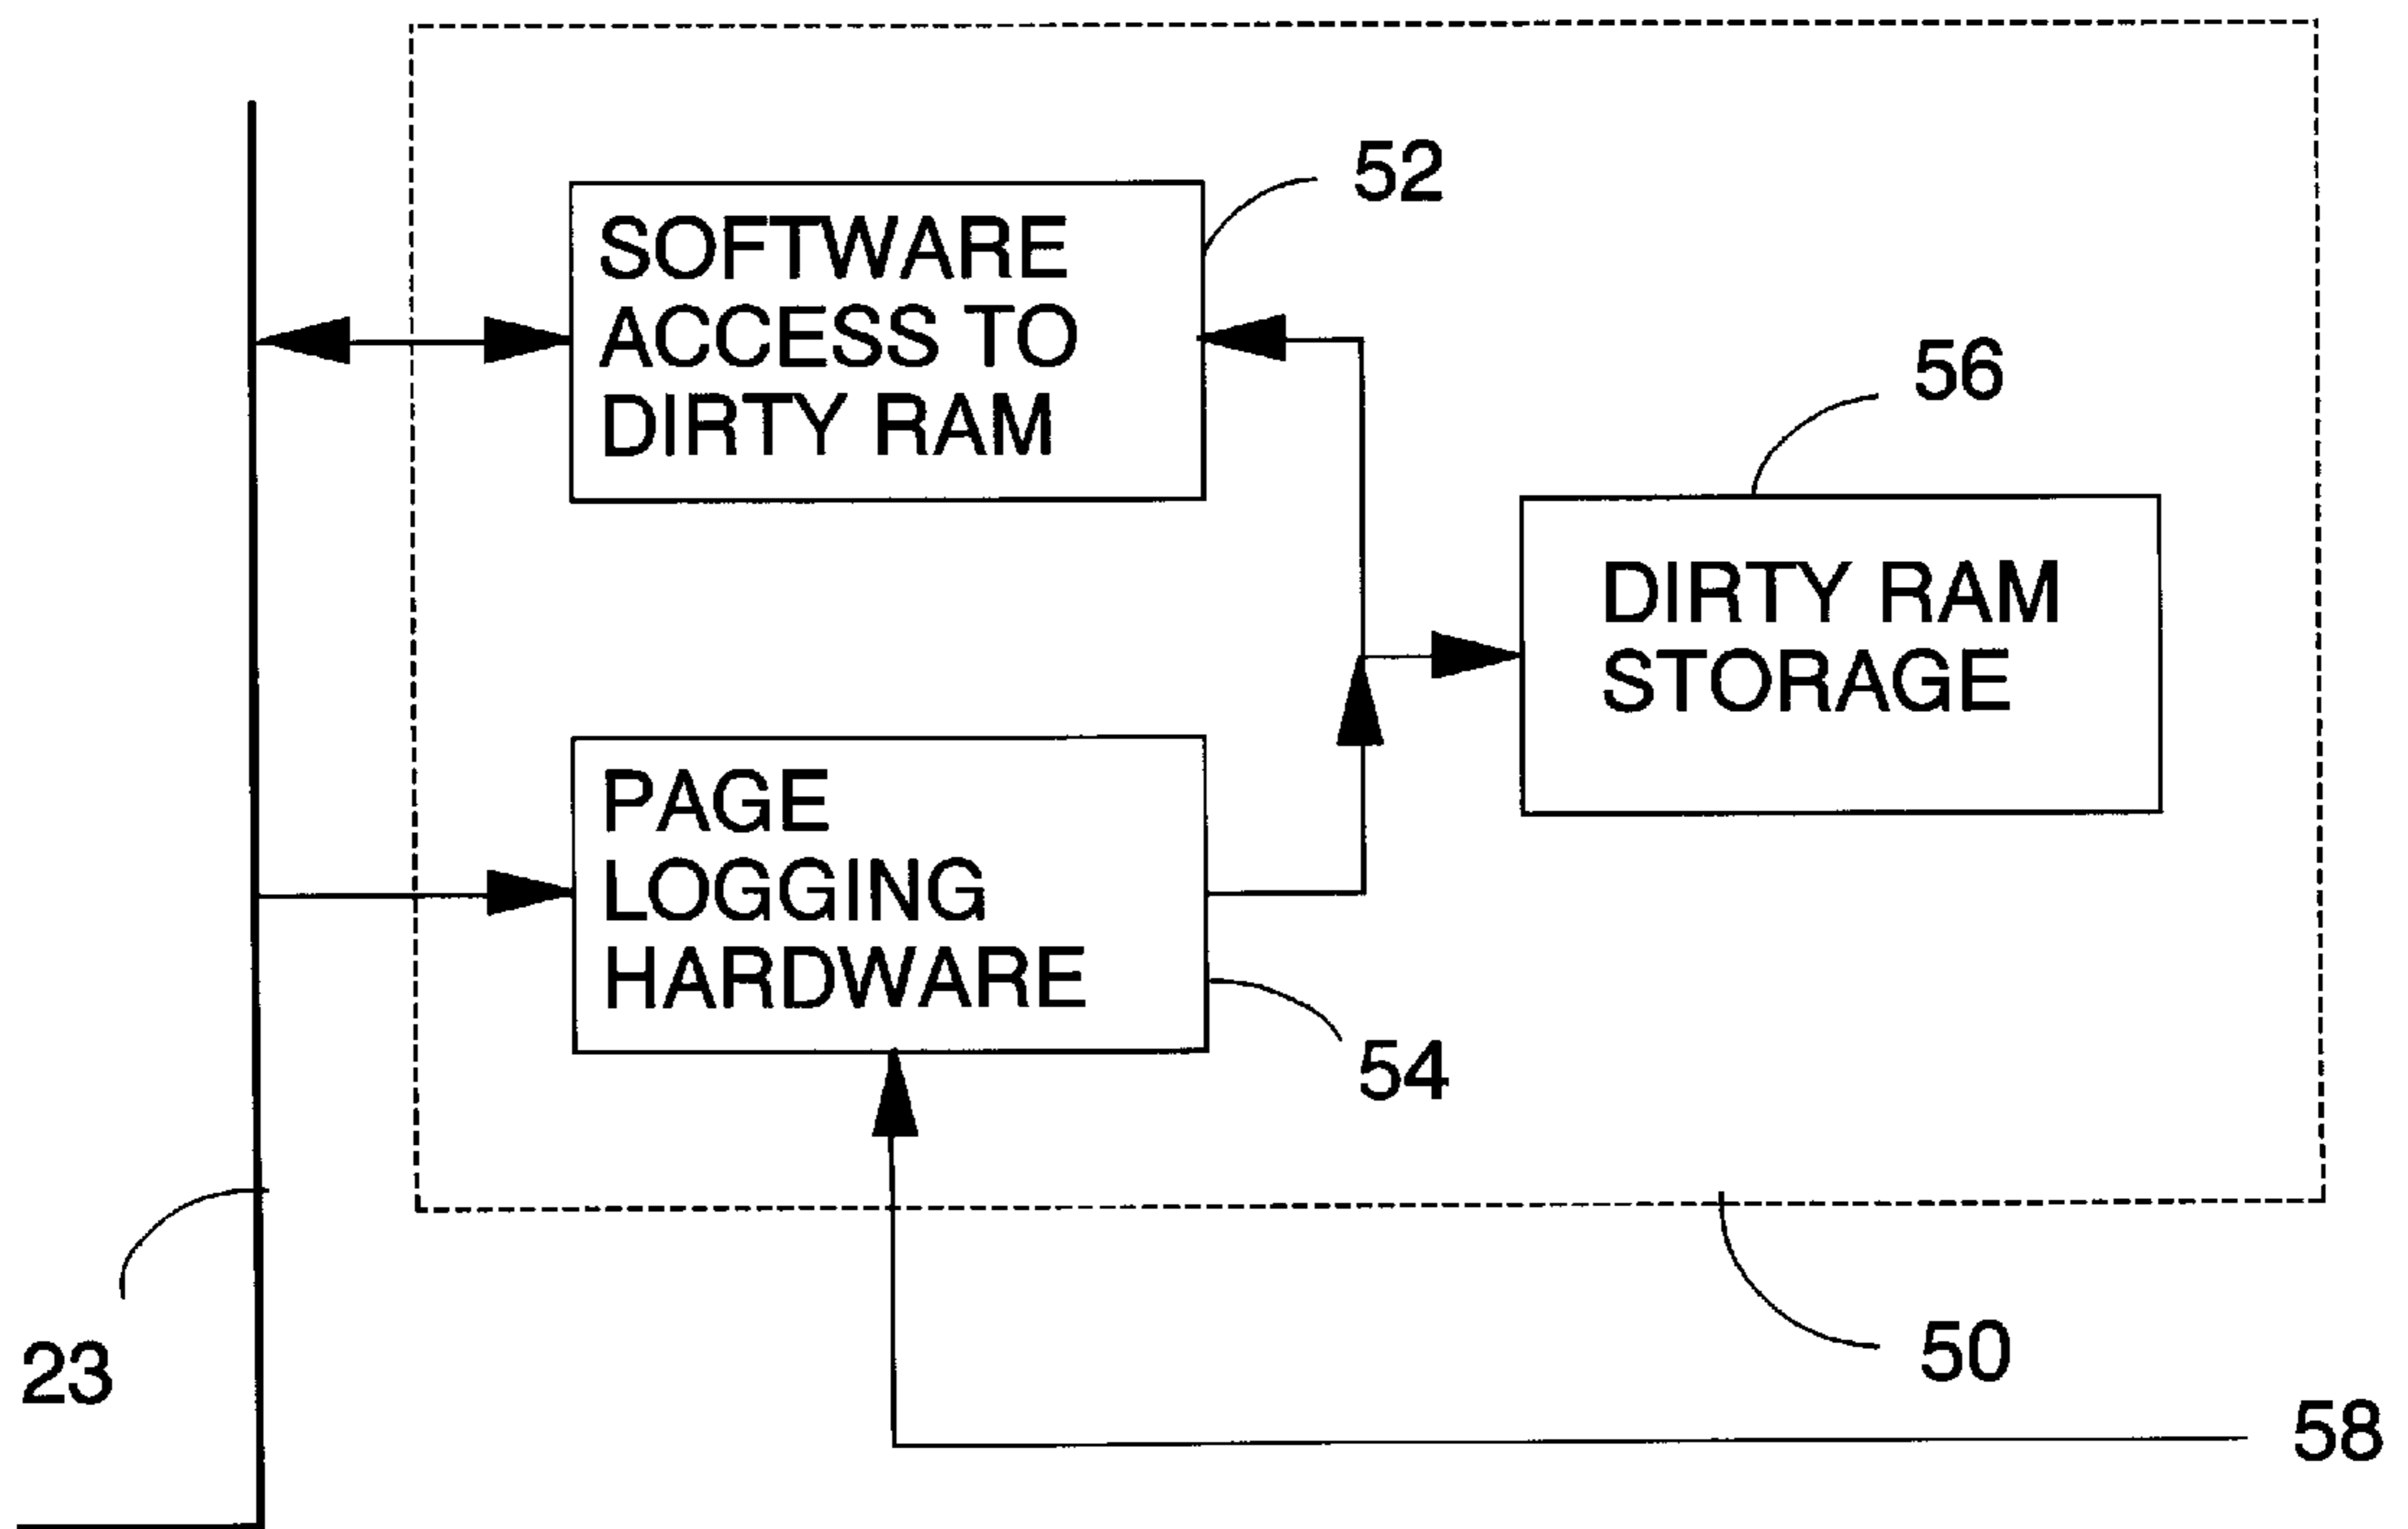 52
SOFTWARE
ACCESS TO
DIRTY RAM
56
DIRTY RAM
STORAGE
PAGE
LOGGING
HARDWARE
54
23
50
58